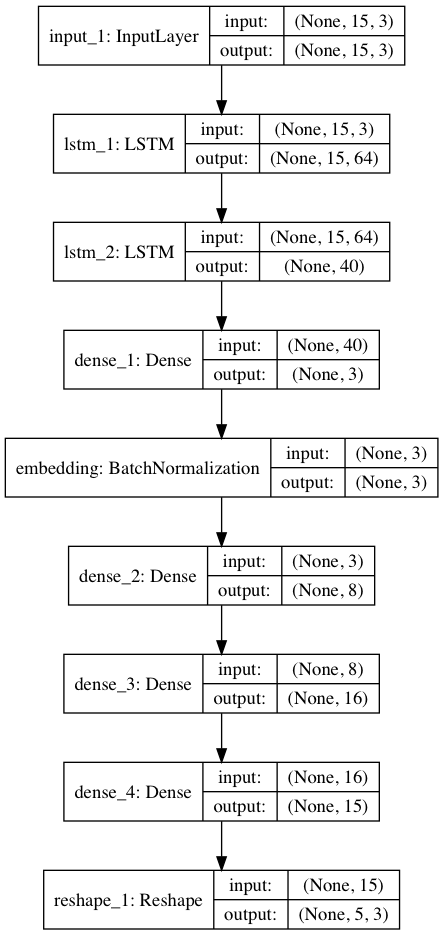 input_1: InputLayer
input: (None, 15, 3)
output: (None, 15, 3)
lstm_1: LSTM
input: (None, 15, 3)
output: (None, 15, 64)
lstm_2: LSTM
input: (None, 15, 64)
output: (None, 40)
dense_1: Dense
input: (None, 40)
output: (None, 3)
embedding: BatchNormalization
input: (None, 3)
output: (None, 3)
dense_2: Dense
input: (None, 3)
output: (None, 8)
dense_3: Dense
input: (None, 8)
output: (None, 16)
dense_4: Dense
input: (None, 16)
output: (None, 15)
reshape_1: Reshape
input: (None, 15)
output: (None, 5, 3)